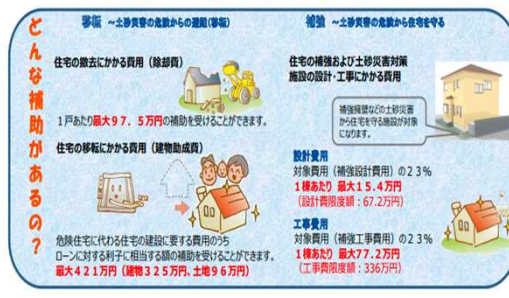 どんな補助があるの？
移転 ～土砂災害の危険からの避難(移転)
住宅の撤去にかかる費用（除却費）
1戸あたり最大97.5万円の補助を受けることができます。
住宅の移転にかかる費用（建物助成費）
危険住宅に代わる住宅の建設に要する費用のうち
ローンに対する利子に相当する額の補助を受けることができます。
最大421万円（建物325万円、土地96万円）
補強 ～土砂災害の危険から住宅を守る
住宅の補強および土砂災害対策
施設の設計・工事にかかる費用
補強擁壁などの土砂災害
から住宅を守る施設が対象
になります。
設計費用
対象費用（補強設計費用）の23%
1棟あたり 最大15.4万円
（設計費限度額：67.2万円）
工事費用
対象費用（補強工事費用）の23%
1棟あたり 最大77.2万円
（工事費限度額：336万円）